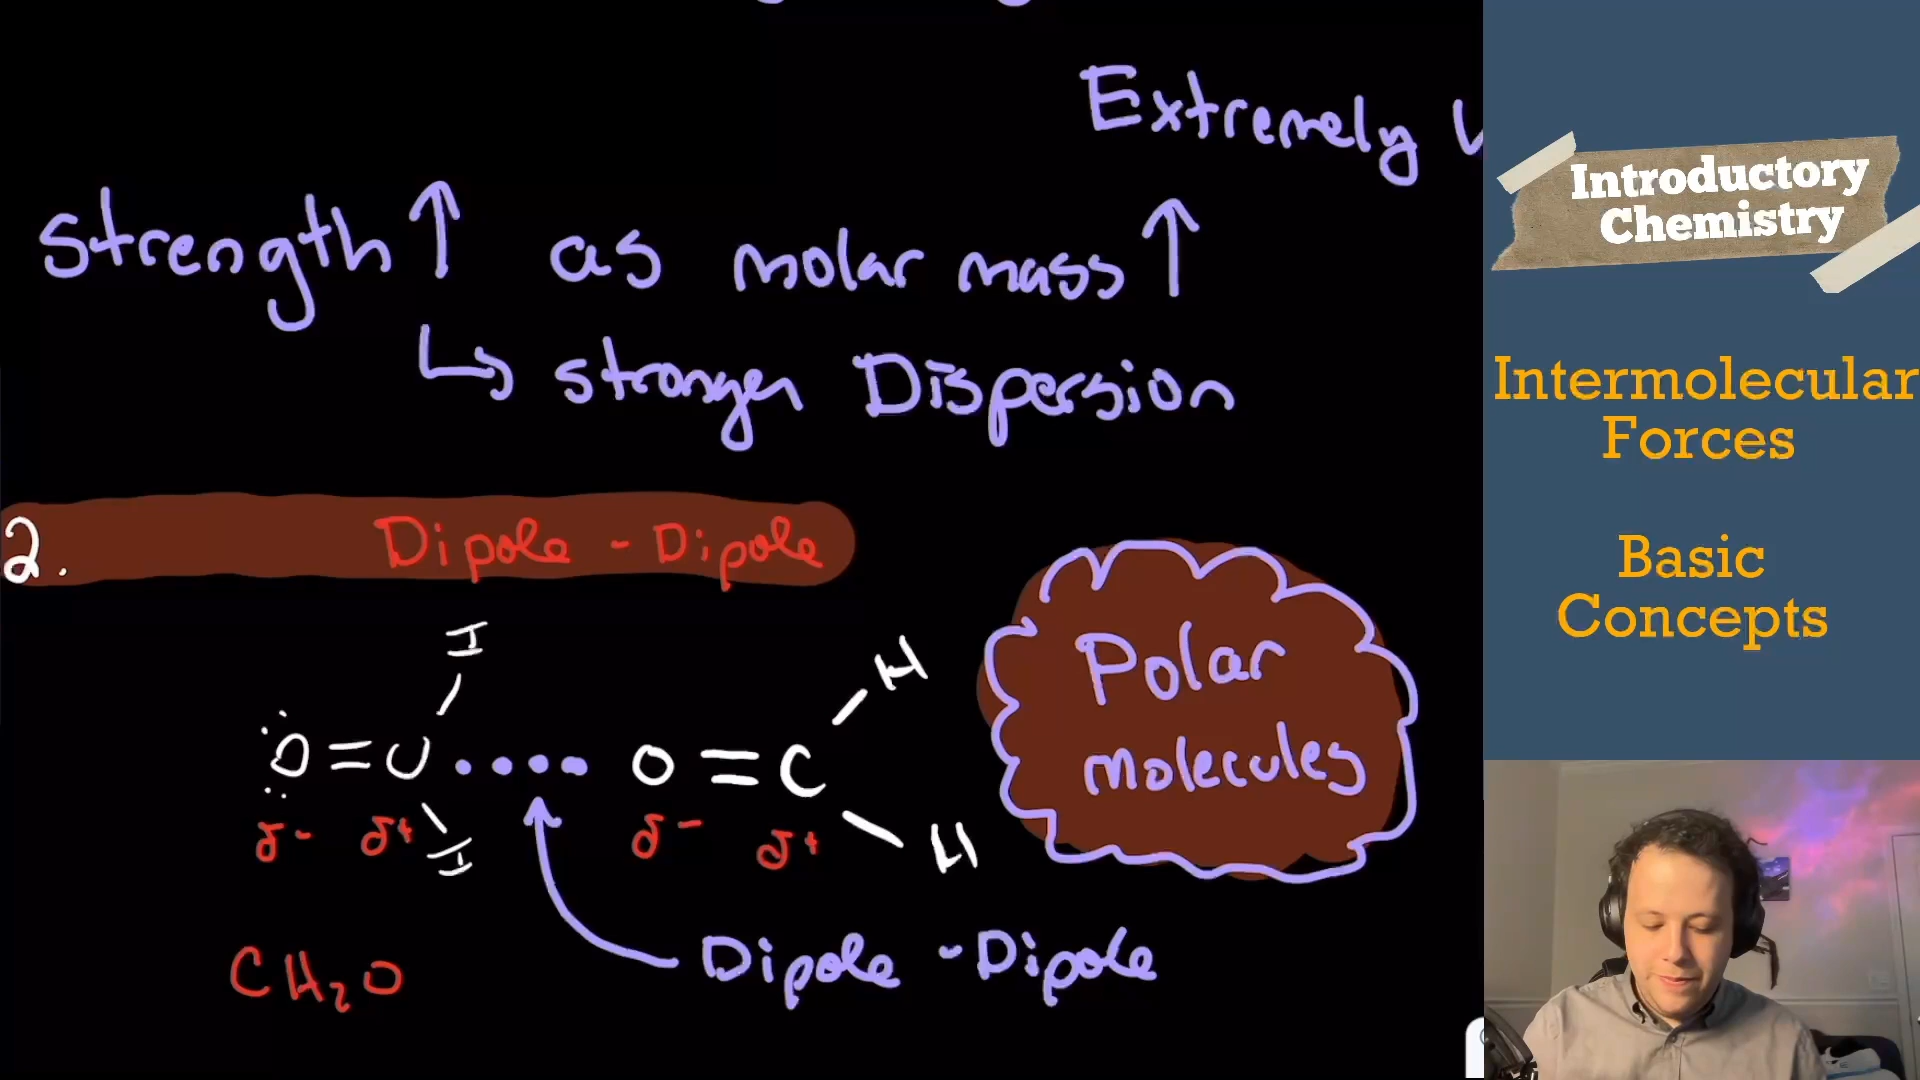 Extremely
Strength ↑ as molar mass ↑
↳ stronger Dispersion
2. Dipole - Dipole
H
H
O = C •••• O = C
δ- δ+ δ- δ+
H
H
Polar
molecules
Dipole - Dipole
CH₂O
Introductory
Chemistry
Intermolecular
Forces
Basic
Concepts